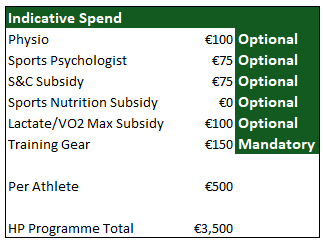 Indicative Spend
Physio €100 Optional
Sports Psychologist €75 Optional
S&C Subsidy €75 Optional
Sports Nutrition Subsidy €0 Optional
Lactate/VO2 Max Subsidy €100 Optional
Training Gear €150 Mandatory
Per Athlete €500
HP Programme Total €3,500